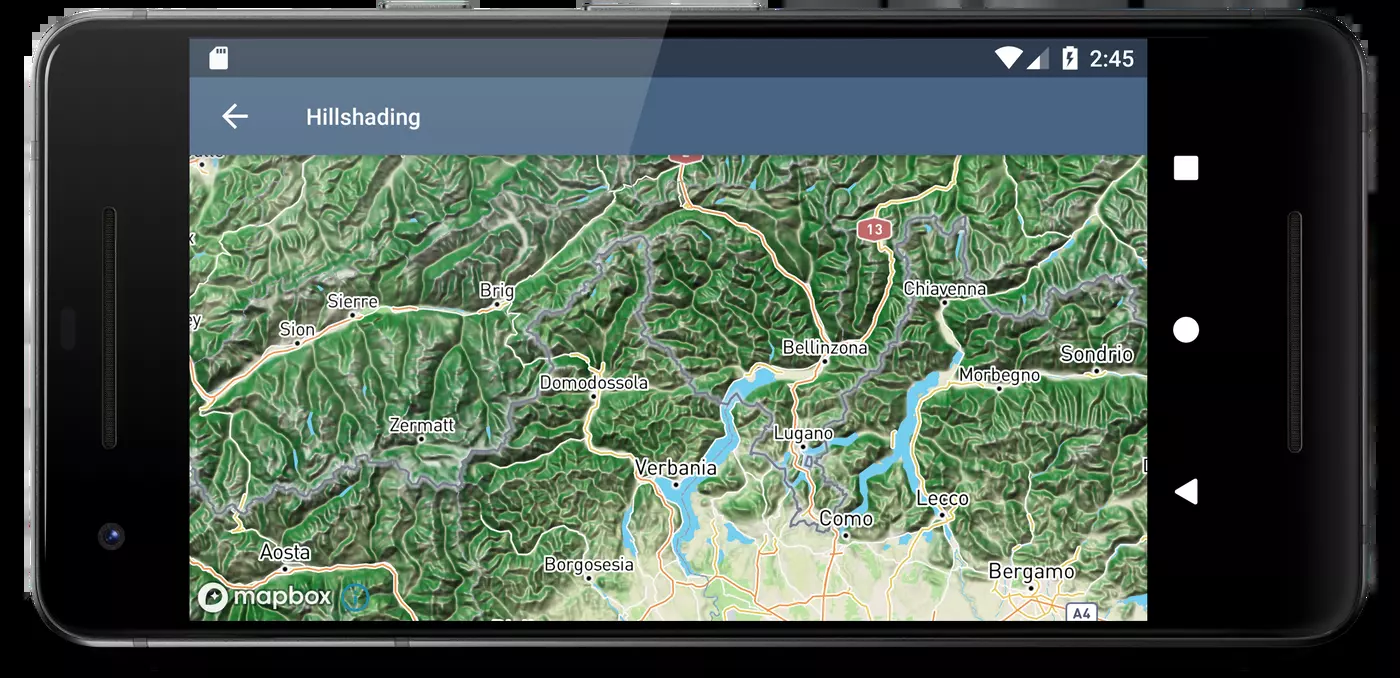 2:45
Hillshading
13
Chiavenna
Brig
Sierre
Sion
Bellinzona
Sondrio
Morbegno
Domodossola
Zermatt
Lugano
Verbania
Lecco
Como
Aosta
Borgosesia
Bergamo
mapbox
A4